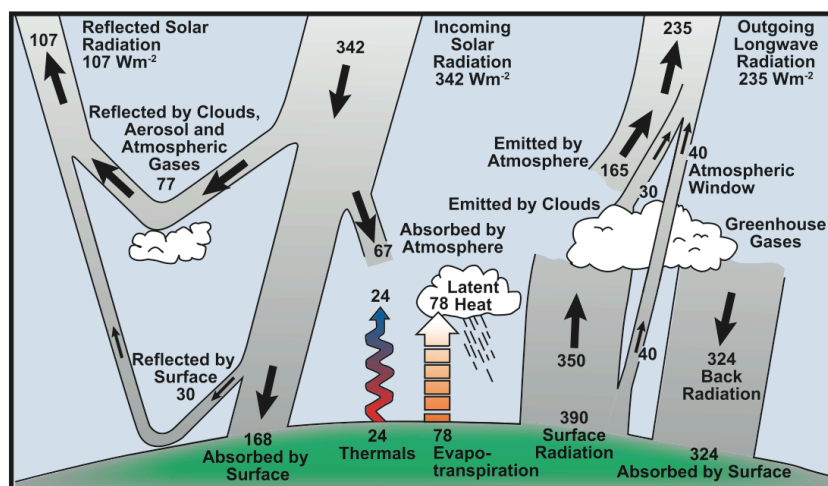 Reflected Solar
Radiation
107 Wm-2
107
342
Incoming
Solar
Radiation
342 Wm-2
235
Outgoing
Longwave
Radiation
235 Wm-2
Reflected by Clouds,
Aerosol and
Atmospheric
Gases
77
Emitted by
Atmosphere
165
40
Atmospheric
Window
30
Emitted by Clouds
Greenhouse
Gases
Absorbed by
Atmosphere
67
24
78
Latent
Heat
Reflected by
Surface
30
350
40
324
Back
Radiation
168
Absorbed by
Surface
24
Thermals
78
Evapo-
transpiration
390
Surface
Radiation
324
Absorbed by Surface